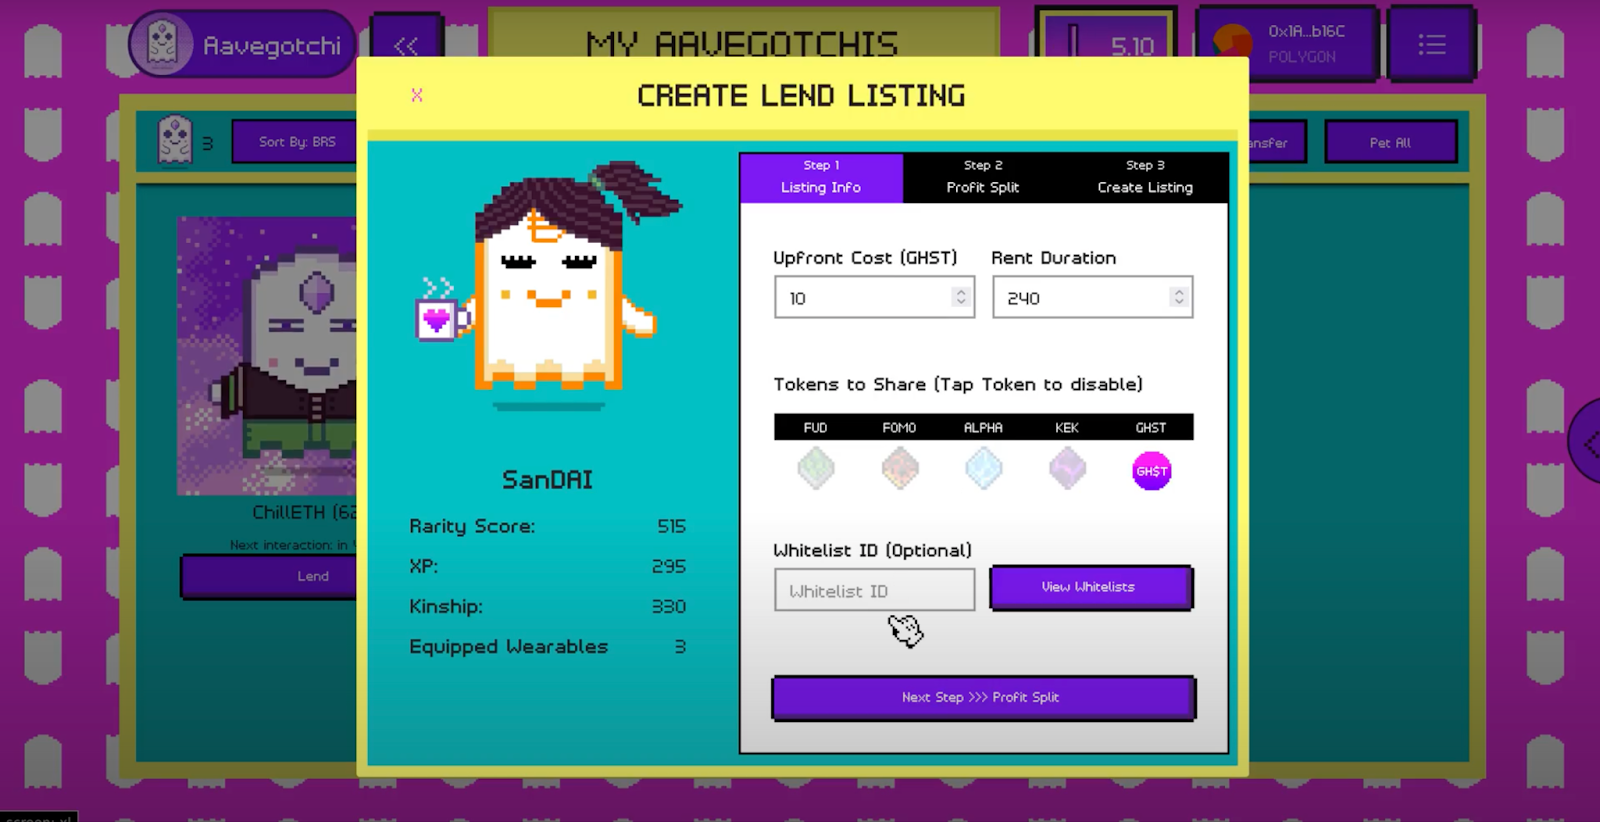 Aavegotchi
<<
MY AAVEGOTCHIS
5.10
0x1A...b16C
POLYGON
X
CREATE LEND LISTING
3
Sort By: BRS
Pet All
Step 1
Listing Info
Step 2
Profit Split
Step 3
Create Listing
Upfront Cost (GHST)
Rent Duration
10
240
Tokens to Share (Tap Token to disable)
FUD
FOMO
ALPHA
KEK
GHST
GH$T
SanDAI
Rarity Score: 515
XP: 295
Kinship: 330
Equipped Wearables 3
Whitelist ID (Optional)
Whitelist ID
View Whitelists
Next Step >>> Profit Split
ChillETH (62
Next interaction: in
Lend